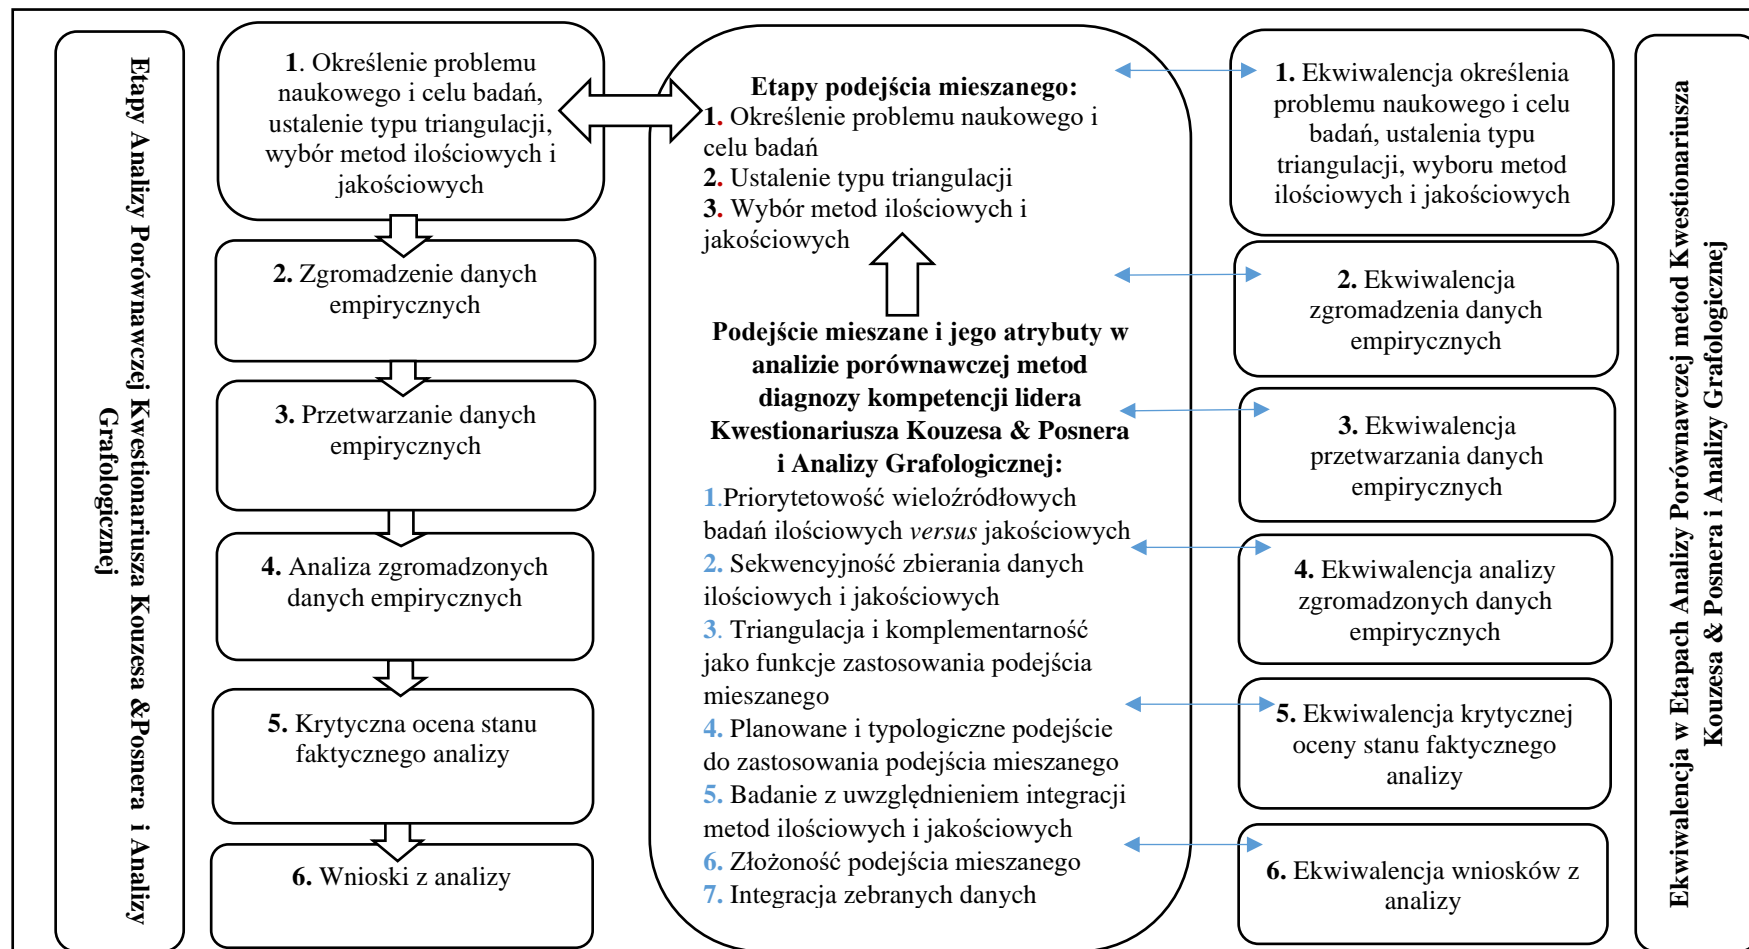 Etapy Analizy Porównawczej Kwestionariusza Kouzesa &Posnera i Analizy
Grafologicznej
1. Określenie problemu
naukowego i celu badań,
ustalenie typu triangulacji,
wybór metod ilościowych i
jakościowych
2. Zgromadzenie danych
empirycznych
3. Przetwarzanie danych
empirycznych
4. Analiza zgromadzonych
danych empirycznych
5. Krytyczna ocena stanu
faktycznego analizy
6. Wnioski z analizy
Etapy podejścia mieszanego:
1. Określenie problemu naukowego i
celu badań
2. Ustalenie typu triangulacji
3. Wybór metod ilościowych i
jakościowych
Podejście mieszane i jego atrybuty w
analizie porównawczej metod
diagnozy kompetencji lidera
Kwestionariusza Kouzesa & Posnera
i Analizy Grafologicznej:
1.Priorytetowość wieloźródłowych
badań ilościowych versus jakościowych
2. Sekwencyjność zbierania danych
ilościowych i jakościowych
3. Triangulacja i komplementarność
jako funkcje zastosowania podejścia
mieszanego
4. Planowane i typologiczne podejście
do zastosowania podejścia mieszanego
5. Badanie z uwzględnieniem integracji
metod ilościowych i jakościowych
6. Złożoność podejścia mieszanego
7. Integracja zebranych danych
1. Ekwiwalencja określenia
problemu naukowego i celu
badań, ustalenia typu
triangulacji, wyboru metod
ilościowych i jakościowych
2. Ekwiwalencja
zgromadzenia danych
empirycznych
3. Ekwiwalencja
przetwarzania danych
empirycznych
4. Ekwiwalencja analizy
zgromadzonych danych
empirycznych
5. Ekwiwalencja krytycznej
oceny stanu faktycznego
analizy
6. Ekwiwalencja wniosków z
analizy
Ekwiwalencja w Etapach Analizy Porównawczej metod Kwestionariusza
Kouzesa & Posnera i Analizy Grafologicznej